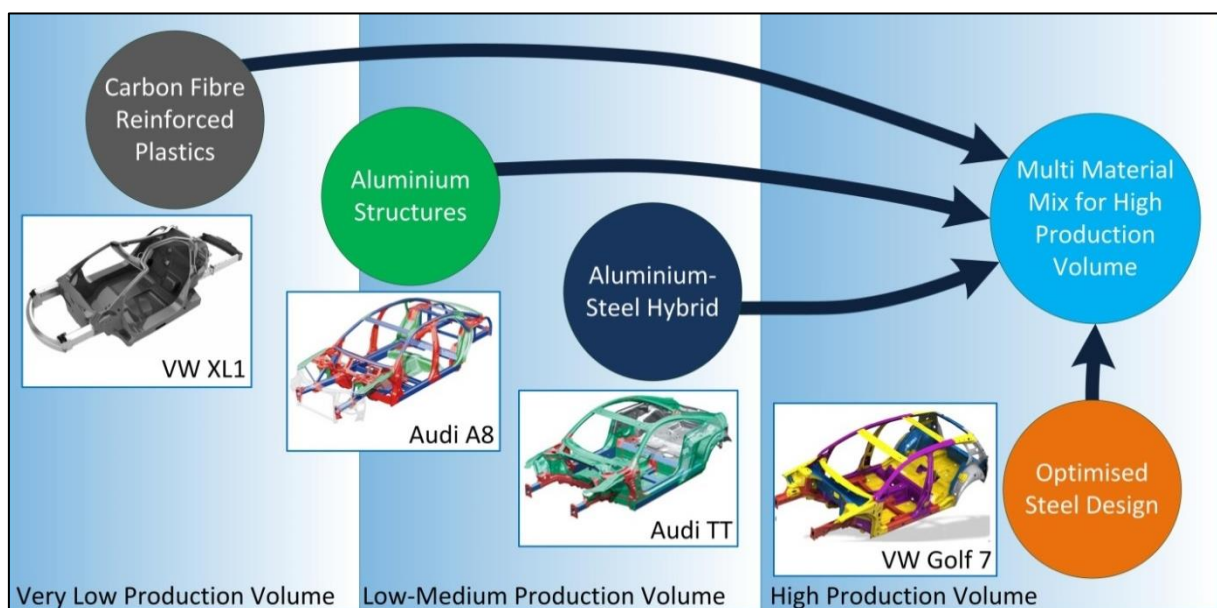 Carbon Fibre
Reinforced
Plastics
VW XL1
Aluminium
Structures
Audi A8
Aluminium-
Steel Hybrid
Audi TT
Multi Material
Mix for High
Production
Volume
Optimised
Steel Design
VW Golf 7
Very Low Production Volume
Low-Medium Production Volume
High Production Volume